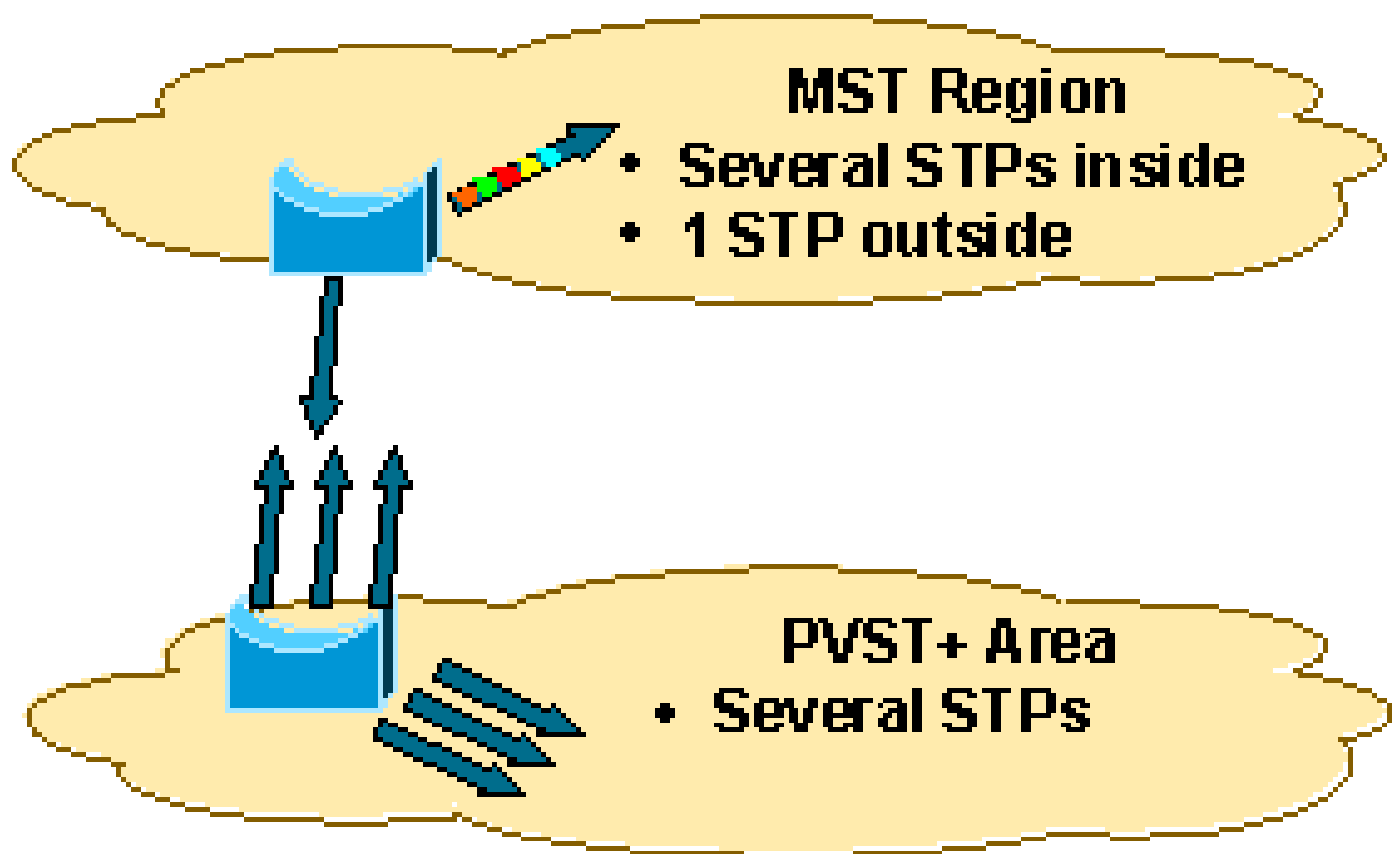 MST Region
• Several STPs inside
• 1 STP outside
PVST+ Area
• Several STPs